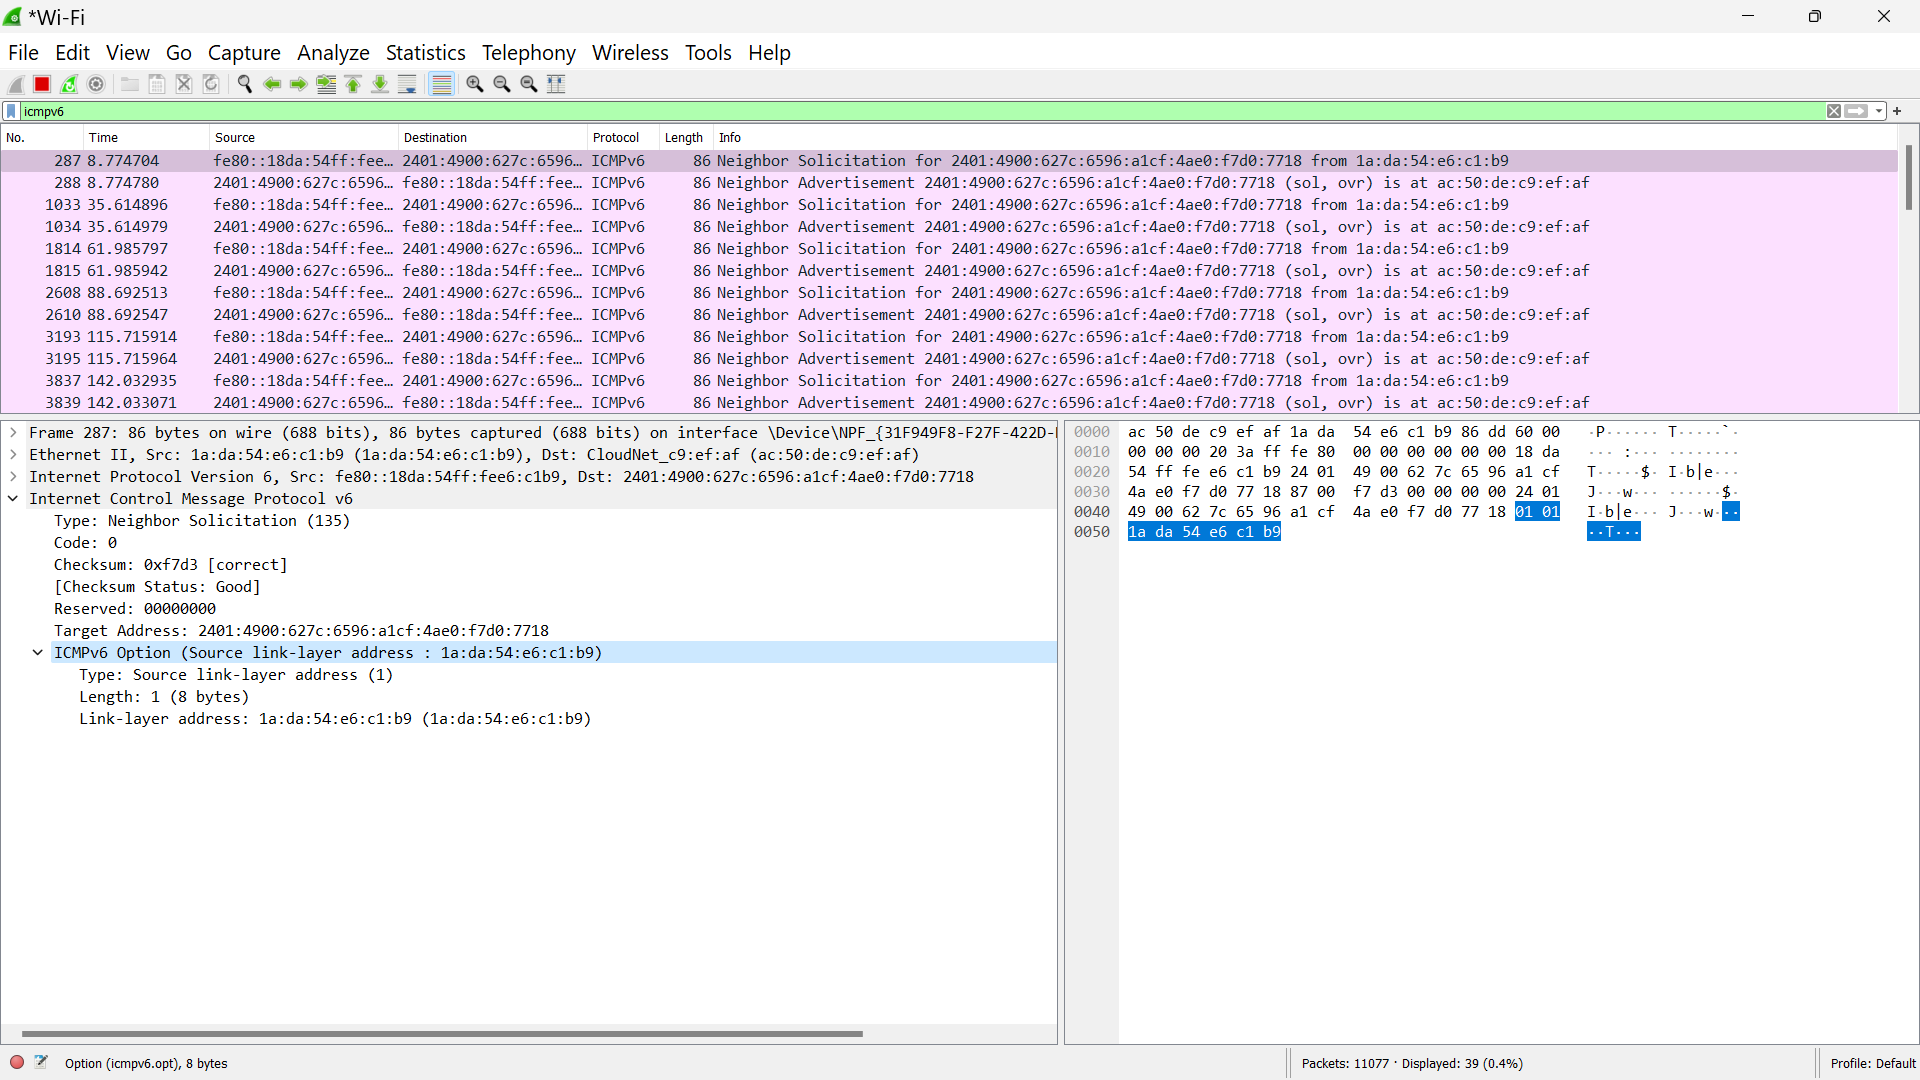 *Wi-Fi
File Edit View Go Capture Analyze Statistics Telephony Wireless Tools Help
icmpv6
No. Time Source Destination Protocol Length Info
287 8.774704 fe80::18da:54ff:fee… 2401:4900:627c:6596… ICMPv6 86 Neighbor Solicitation for 2401:4900:627c:6596:a1cf:4ae0:f7d0:7718 from 1a:da:54:e6:c1:b9
288 8.774780 2401:4900:627c:6596… fe80::18da:54ff:fee… ICMPv6 86 Neighbor Advertisement 2401:4900:627c:6596:a1cf:4ae0:f7d0:7718 (sol, ovr) is at ac:50:de:c9:ef:af
1033 35.614896 fe80::18da:54ff:fee… 2401:4900:627c:6596… ICMPv6 86 Neighbor Solicitation for 2401:4900:627c:6596:a1cf:4ae0:f7d0:7718 from 1a:da:54:e6:c1:b9
1034 35.614979 2401:4900:627c:6596… fe80::18da:54ff:fee… ICMPv6 86 Neighbor Advertisement 2401:4900:627c:6596:a1cf:4ae0:f7d0:7718 (sol, ovr) is at ac:50:de:c9:ef:af
1814 61.985797 fe80::18da:54ff:fee… 2401:4900:627c:6596… ICMPv6 86 Neighbor Solicitation for 2401:4900:627c:6596:a1cf:4ae0:f7d0:7718 from 1a:da:54:e6:c1:b9
1815 61.985942 2401:4900:627c:6596… fe80::18da:54ff:fee… ICMPv6 86 Neighbor Advertisement 2401:4900:627c:6596:a1cf:4ae0:f7d0:7718 (sol, ovr) is at ac:50:de:c9:ef:af
2608 88.692513 fe80::18da:54ff:fee… 2401:4900:627c:6596… ICMPv6 86 Neighbor Solicitation for 2401:4900:627c:6596:a1cf:4ae0:f7d0:7718 from 1a:da:54:e6:c1:b9
2610 88.692547 2401:4900:627c:6596… fe80::18da:54ff:fee… ICMPv6 86 Neighbor Advertisement 2401:4900:627c:6596:a1cf:4ae0:f7d0:7718 (sol, ovr) is at ac:50:de:c9:ef:af
3193 115.715914 fe80::18da:54ff:fee… 2401:4900:627c:6596… ICMPv6 86 Neighbor Solicitation for 2401:4900:627c:6596:a1cf:4ae0:f7d0:7718 from 1a:da:54:e6:c1:b9
3195 115.715964 2401:4900:627c:6596… fe80::18da:54ff:fee… ICMPv6 86 Neighbor Advertisement 2401:4900:627c:6596:a1cf:4ae0:f7d0:7718 (sol, ovr) is at ac:50:de:c9:ef:af
3837 142.032935 fe80::18da:54ff:fee… 2401:4900:627c:6596… ICMPv6 86 Neighbor Solicitation for 2401:4900:627c:6596:a1cf:4ae0:f7d0:7718 from 1a:da:54:e6:c1:b9
3839 142.033071 2401:4900:627c:6596… fe80::18da:54ff:fee… ICMPv6 86 Neighbor Advertisement 2401:4900:627c:6596:a1cf:4ae0:f7d0:7718 (sol, ovr) is at ac:50:de:c9:ef:af
Frame 287: 86 bytes on wire (688 bits), 86 bytes captured (688 bits) on interface \Device\NPF_{31F949F8-F27F-422D-
Ethernet II, Src: 1a:da:54:e6:c1:b9 (1a:da:54:e6:c1:b9), Dst: CloudNet_c9:ef:af (ac:50:de:c9:ef:af)
Internet Protocol Version 6, Src: fe80::18da:54ff:fee6:c1b9, Dst: 2401:4900:627c:6596:a1cf:4ae0:f7d0:7718
Internet Control Message Protocol v6
Type: Neighbor Solicitation (135)
Code: 0
Checksum: 0xf7d3 [correct]
[Checksum Status: Good]
Reserved: 00000000
Target Address: 2401:4900:627c:6596:a1cf:4ae0:f7d0:7718
ICMPv6 Option (Source link-layer address : 1a:da:54:e6:c1:b9)
Type: Source link-layer address (1)
Length: 1 (8 bytes)
Link-layer address: 1a:da:54:e6:c1:b9 (1a:da:54:e6:c1:b9)
0000 ac 50 de c9 ef af 1a da 54 e6 c1 b9 86 dd 60 00 ·P······ T·····`·
0010 00 00 00 20 3a ff fe 80 00 00 00 00 00 00 18 da ··· :··· ········
0020 54 ff fe e6 c1 b9 24 01 49 00 62 7c 65 96 a1 cf T·····$· I·b|e···
0030 4a e0 f7 d0 77 18 87 00 f7 d3 00 00 00 00 24 01 J···w··· ······$·
0040 49 00 62 7c 65 96 a1 cf 4a e0 f7 d0 77 18 01 01 I·b|e··· J···w···
0050 1a da 54 e6 c1 b9 ··T···
Option (icmpv6.opt), 8 bytes
Packets: 11077 · Displayed: 39 (0.4%)
Profile: Default